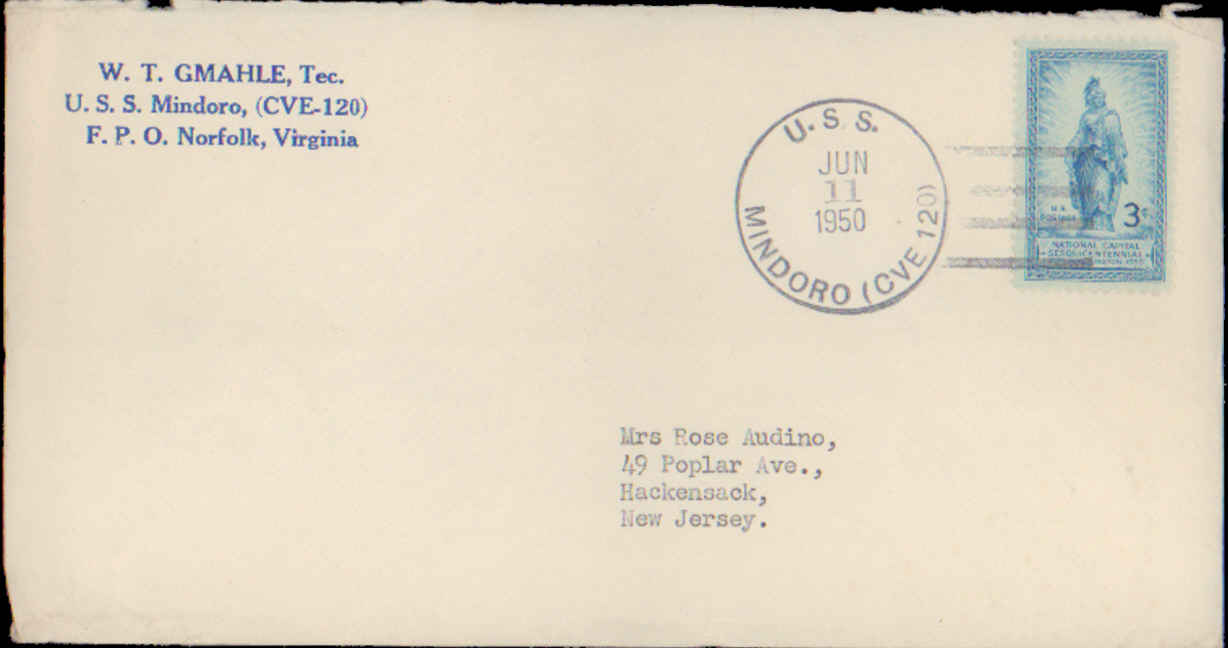 W. T. GMAHLE, Tec.
U. S. S. Mindoro, (CVE-120)
F. P. O. Norfolk, Virginia
U. S. S.
JUN
11
1950
MINDORO (CVE 120)
U.S.
POSTAGE
3¢
NATIONAL CAPITAL
SESQUICENTENNIAL
Mrs Rose Audino,
49 Poplar Ave.,
Hackensack,
New Jersey.